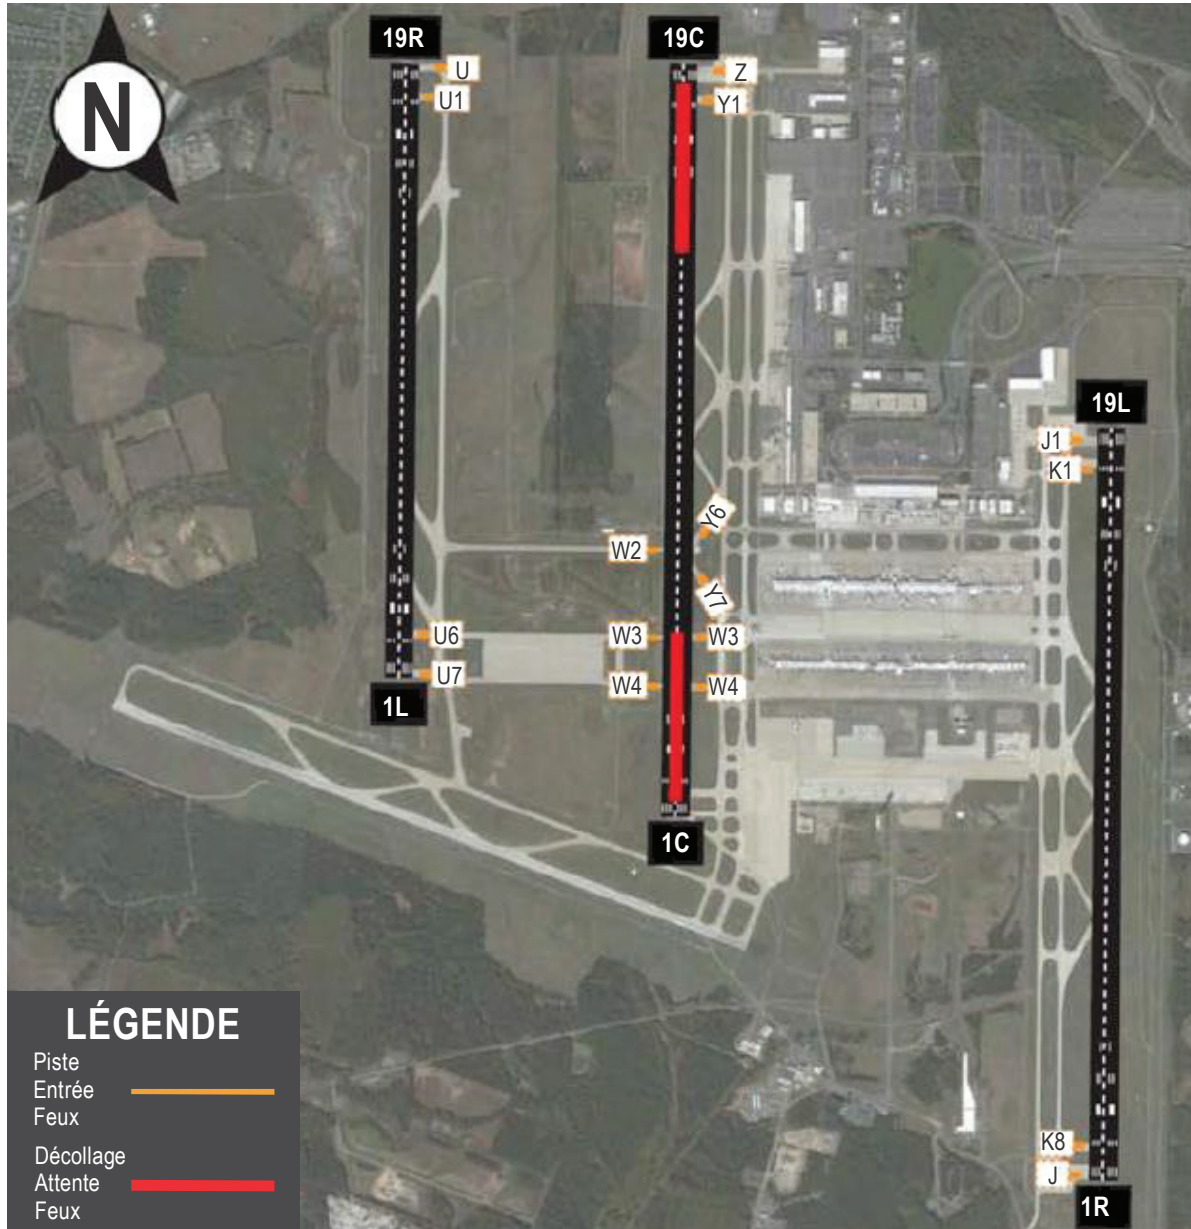 19R
19C
N
U
U1
Z
Y1
19L
J1
K1
Y6
W2
Y7
W3
W3
U6
W4
W4
U7
1L
1C
LÉGENDE
Piste
Entrée
Feux
Décollage
Attente
Feux
K8
J
1R